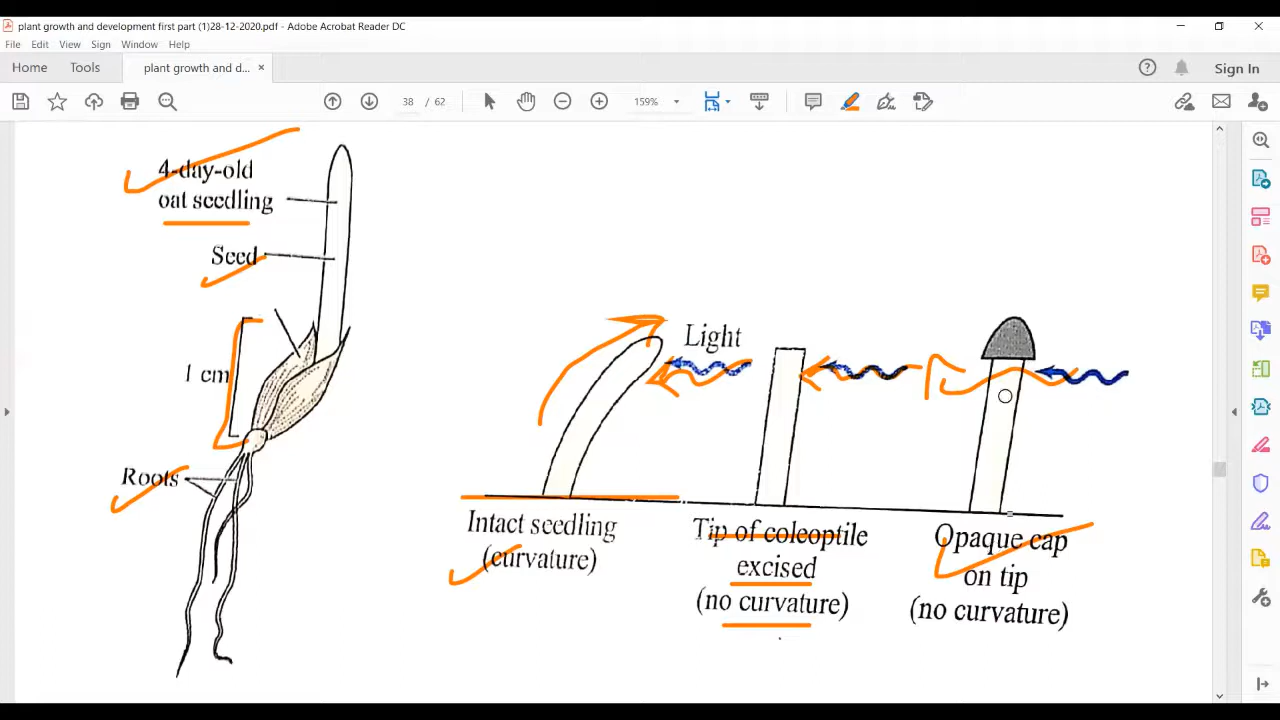 plant growth and development first part (1)28-12-2020.pdf - Adobe Acrobat Reader DC
File Edit View Sign Window Help
Home Tools plant growth and d... × Sign In
38 / 62 159%
4-day-old
oat seedling
Seed
1 cm
Roots
Light
Intact seedling
(curvature)
Tip of coleoptile
excised
(no curvature)
Opaque cap
on tip
(no curvature)